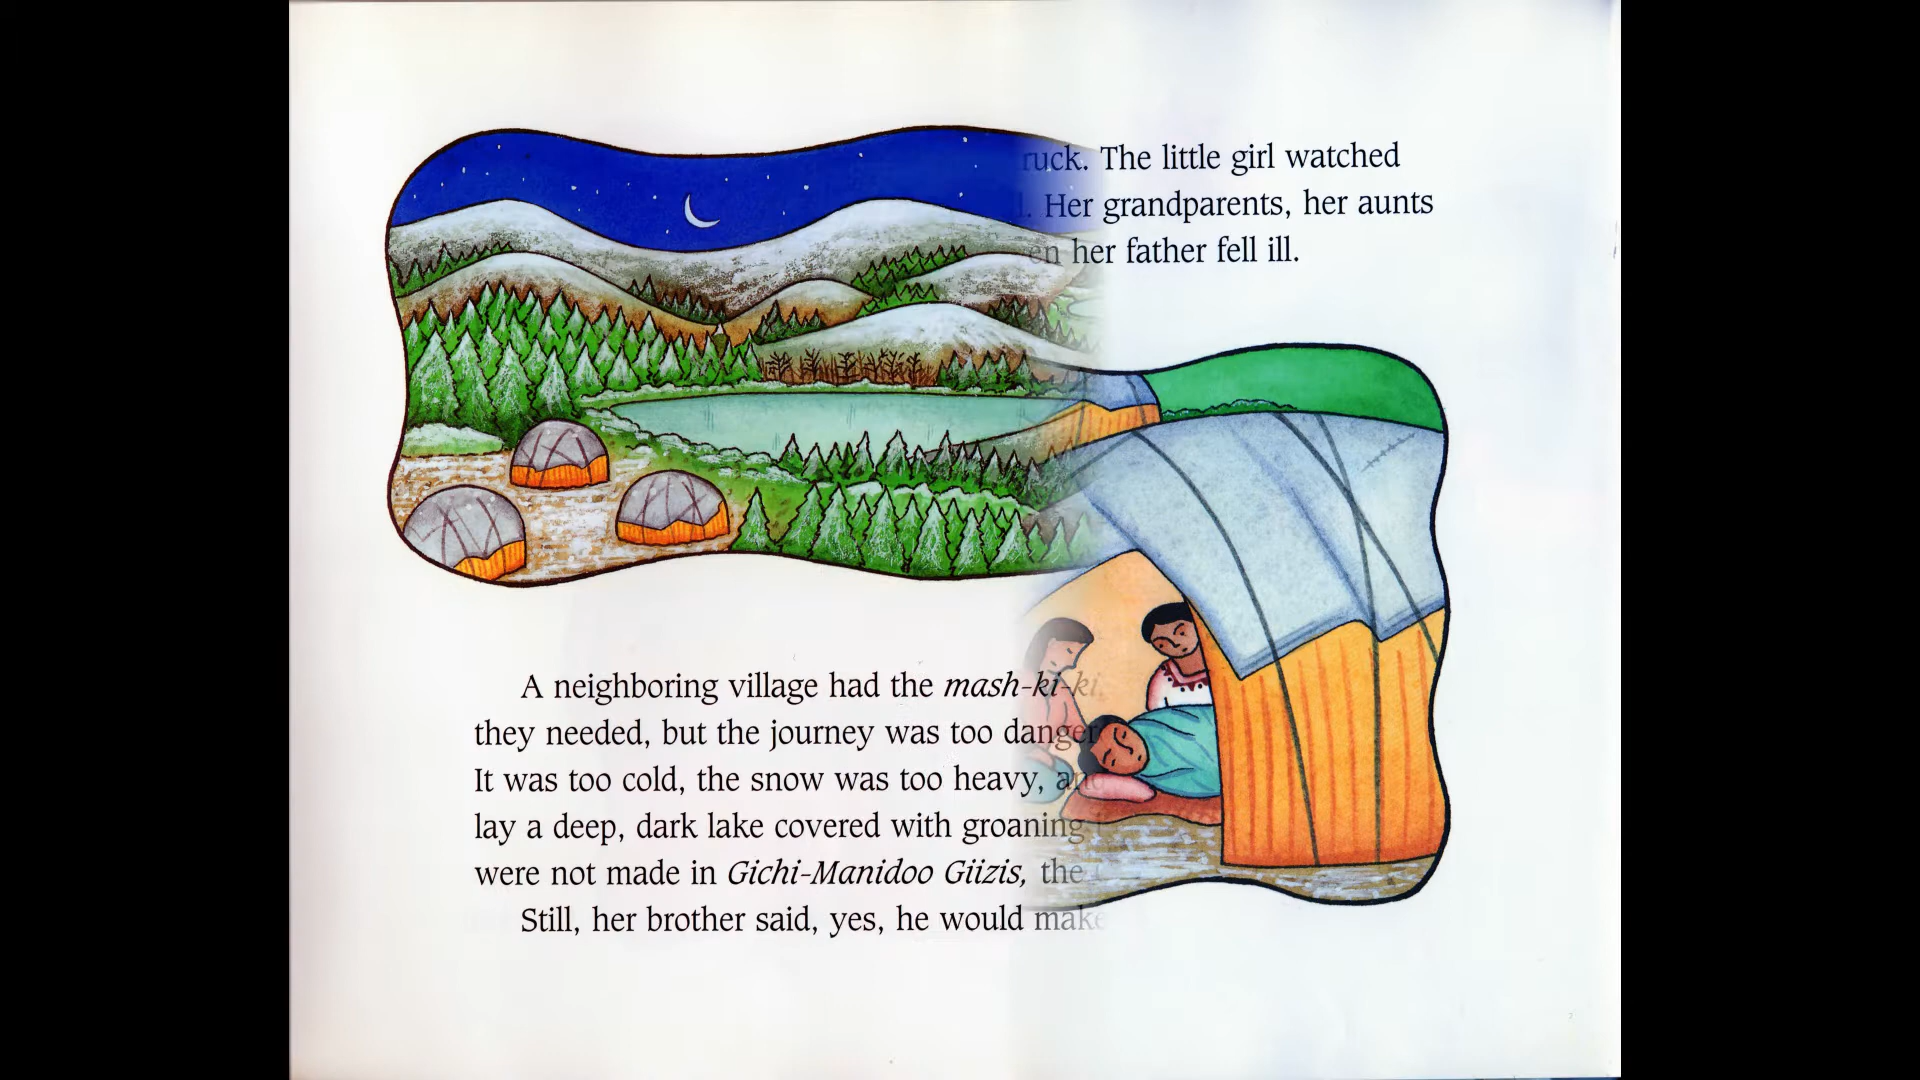 The little girl watched
Her grandparents, her aunts
her father fell ill.
A neighboring village had the mash-ki-ki
they needed, but the journey was too
It was too cold, the snow was too heavy, and
lay a deep, dark lake covered with groaning
were not made in Gichi-Manidoo Giizis, the
Still, her brother said, yes, he would make